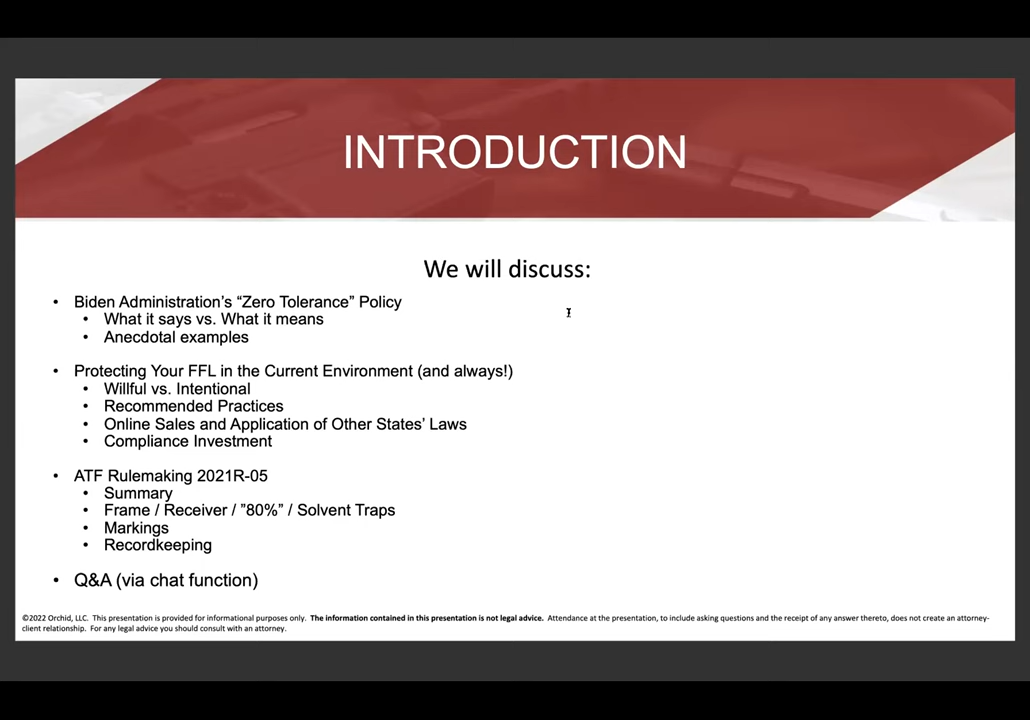 INTRODUCTION
We will discuss:
• Biden Administration’s “Zero Tolerance” Policy
• What it says vs. What it means
• Anecdotal examples
• Protecting Your FFL in the Current Environment (and always!)
• Willful vs. Intentional
• Recommended Practices
• Online Sales and Application of Other States’ Laws
• Compliance Investment
• ATF Rulemaking 2021R-05
• Summary
• Frame / Receiver / ”80%” / Solvent Traps
• Markings
• Recordkeeping
• Q&A (via chat function)
©2022 Orchid, LLC. This presentation is provided for informational purposes only. The information contained in this presentation is not legal advice. Attendance at the presentation, to include asking questions and the receipt of any answer thereto, does not create an attorney-
client relationship. For any legal advice you should consult with an attorney.